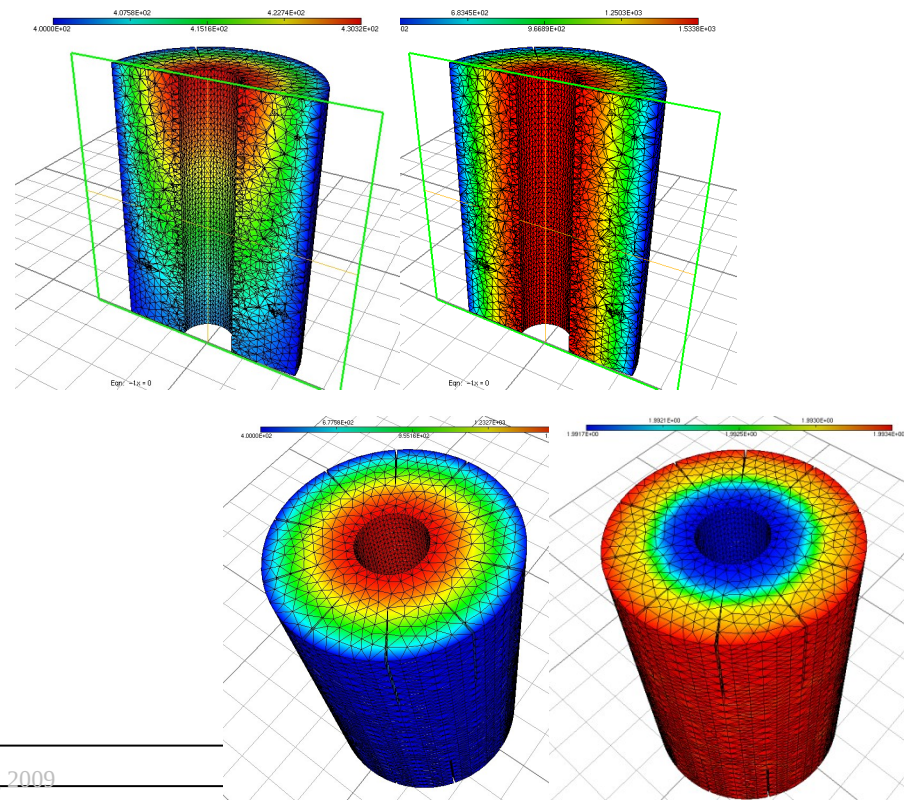 4.0758E+02 4.2274E+02
4.0000E+02 4.1516E+02 4.3032E+02
6.8345E+02 1.2503E+03
02 9.6689E+02 1.5338E+03
Eqn: -1x = 0
Eqn: -1x = 0
6.7758E+02 1.2327E+03
4.0000E+02 9.5516E+02 1
1.9921E+00 1.9930E+00
1.9917E+00 1.9925E+00 1.9934E+00
2009